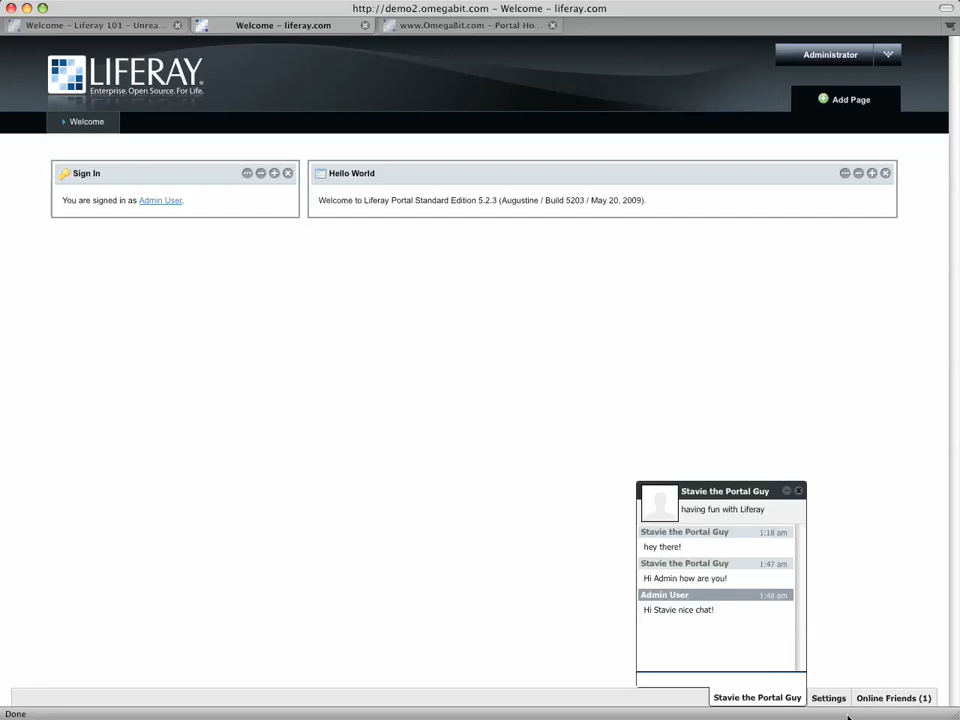 http://demo2.omegabit.com – Welcome – liferay.com
Welcome – Liferay 101 – Unrea...
Welcome – liferay.com
www.OmegaBit.com – Portal Ho...
LIFERAY.
Enterprise. Open Source. For Life.
Administrator
Add Page
Welcome
Sign In
Hello World
You are signed in as Admin User.
Welcome to Liferay Portal Standard Edition 5.2.3 (Augustine / Build 5203 / May 20, 2009).
Stavie the Portal Guy
having fun with Liferay
Stavie the Portal Guy 1:18 am
hey there!
Stavie the Portal Guy 1:47 am
Hi Admin how are you!
Admin User 1:48 am
Hi Stavie nice chat!
Stavie the Portal Guy
Settings
Online Friends (1)
Done